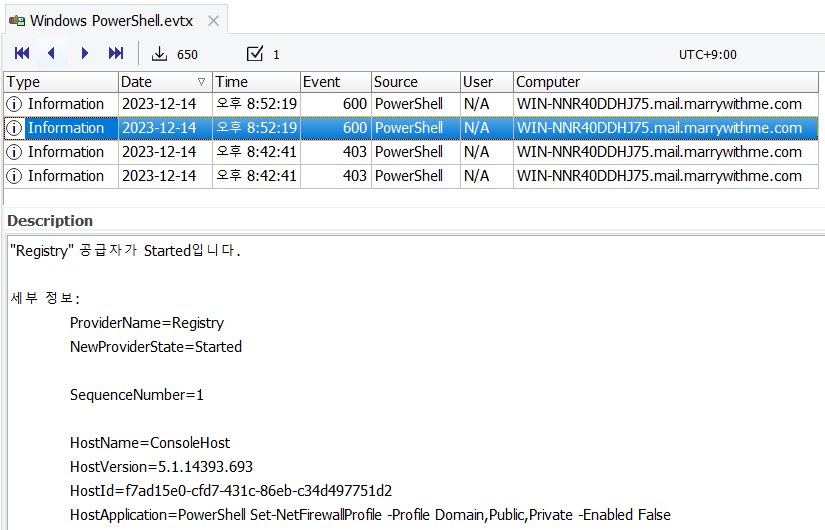 Windows PowerShell.evtx
650 1 UTC+9:00
Type Date Time Event Source User Computer
Information 2023-12-14 오후 8:52:19 600 PowerShell N/A WIN-NNR40DDHJ75.mail.marrywithme.com
Information 2023-12-14 오후 8:52:19 600 PowerShell N/A WIN-NNR40DDHJ75.mail.marrywithme.com
Information 2023-12-14 오후 8:42:41 403 PowerShell N/A WIN-NNR40DDHJ75.mail.marrywithme.com
Information 2023-12-14 오후 8:42:41 403 PowerShell N/A WIN-NNR40DDHJ75.mail.marrywithme.com
Description
"Registry" 공급자가 Started입니다.
세부 정보:
ProviderName=Registry
NewProviderState=Started
SequenceNumber=1
HostName=ConsoleHost
HostVersion=5.1.14393.693
HostId=f7ad15e0-cfd7-431c-86eb-c34d497751d2
HostApplication=PowerShell Set-NetFirewallProfile -Profile Domain,Public,Private -Enabled False